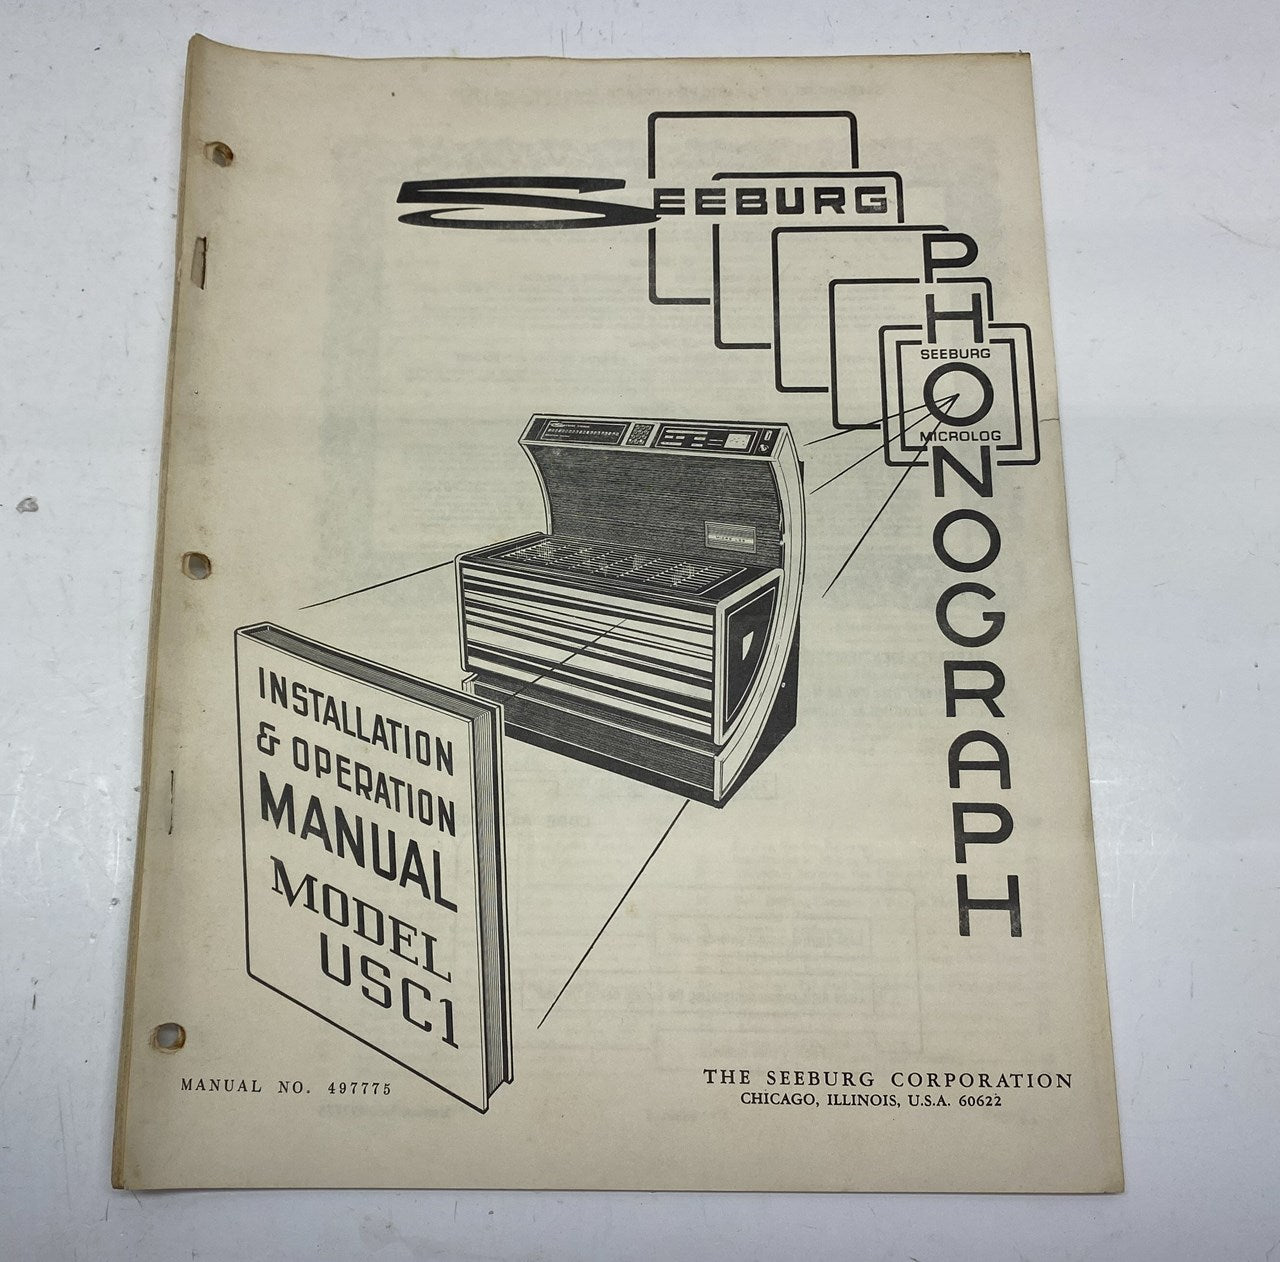 SEEBURG
PHONOGRAPH
SEEBURG
MICROLOG
INSTALLATION
& OPERATION
MANUAL
MODEL
USC1
MANUAL NO. 497775
THE SEEBURG CORPORATION
CHICAGO, ILLINOIS, U.S.A. 60622